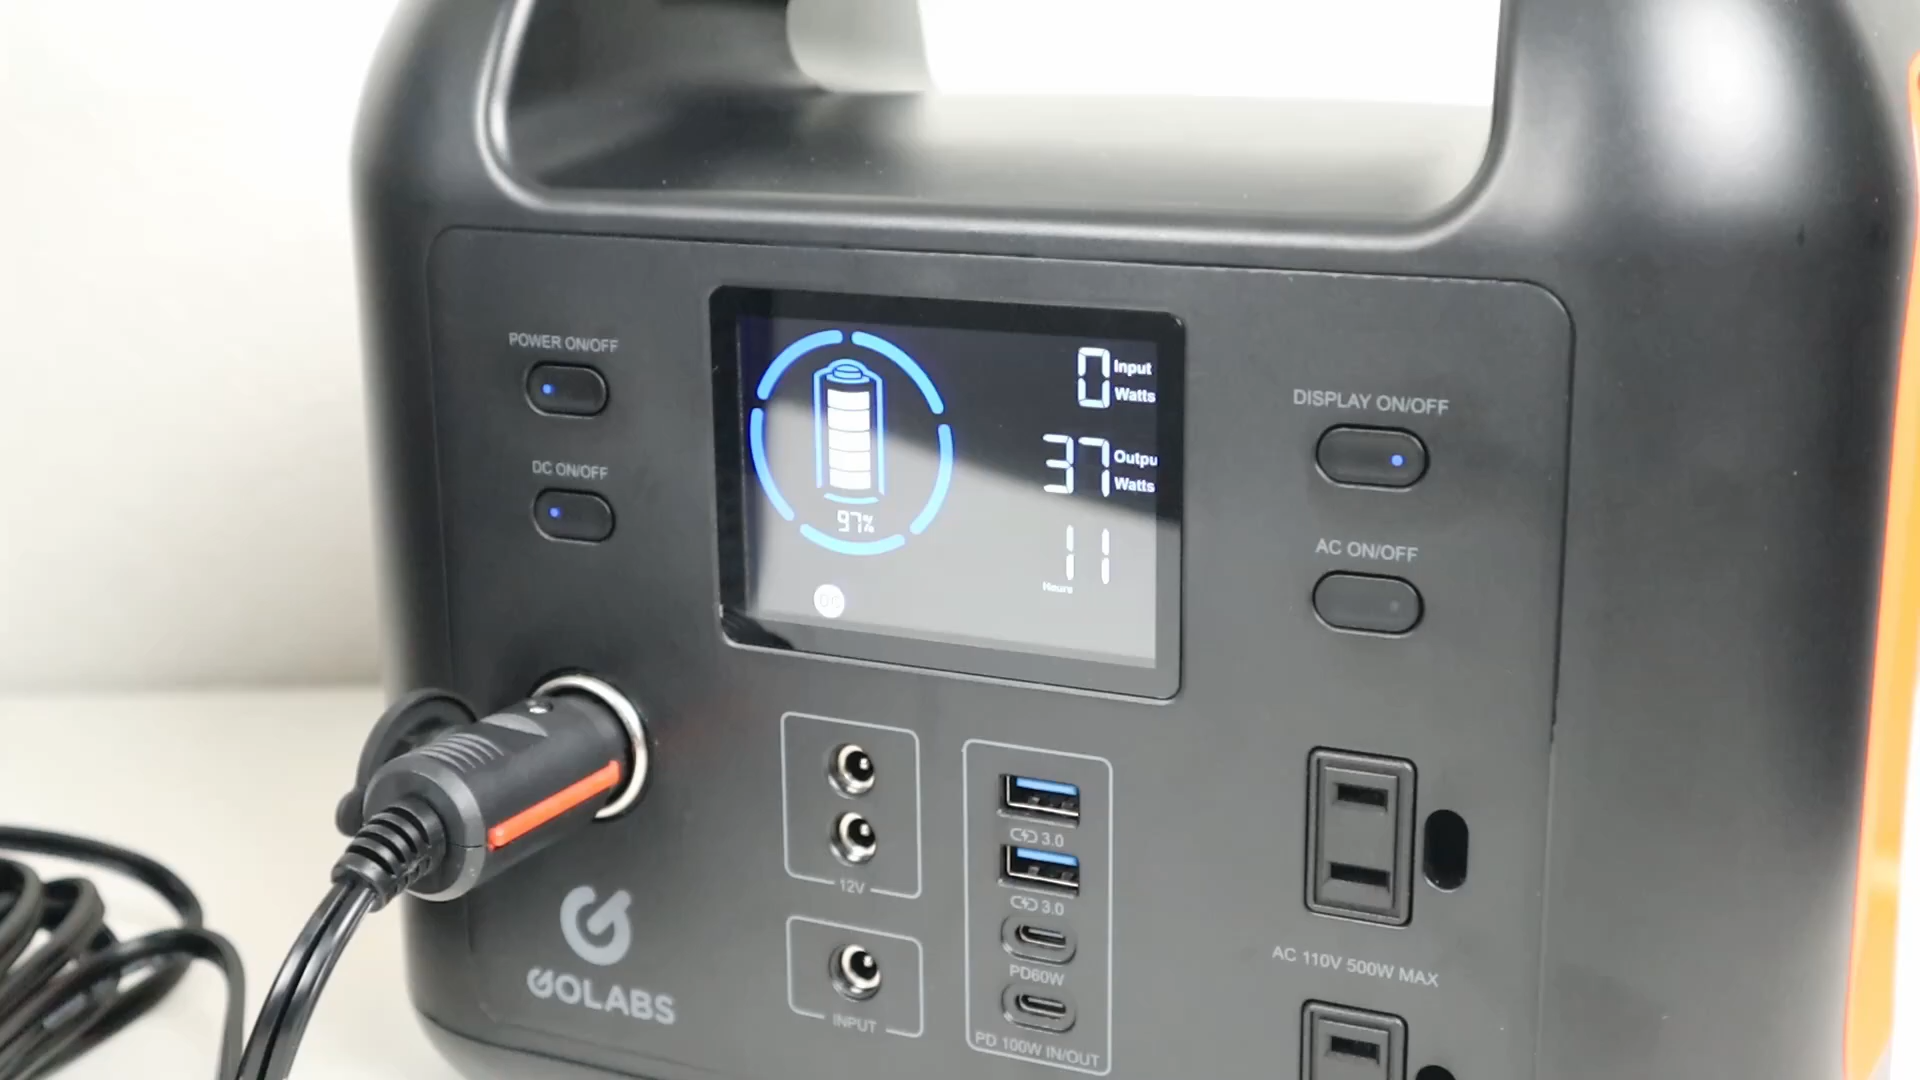 POWER ON/OFF
DC ON/OFF
97%
DC
0 Input
Watts
37 Outpu
Watts
11
Hours
DISPLAY ON/OFF
AC ON/OFF
12V
INPUT
3.0
3.0
PD60W
PD 100W IN/OUT
AC 110V 500W MAX
GOLABS